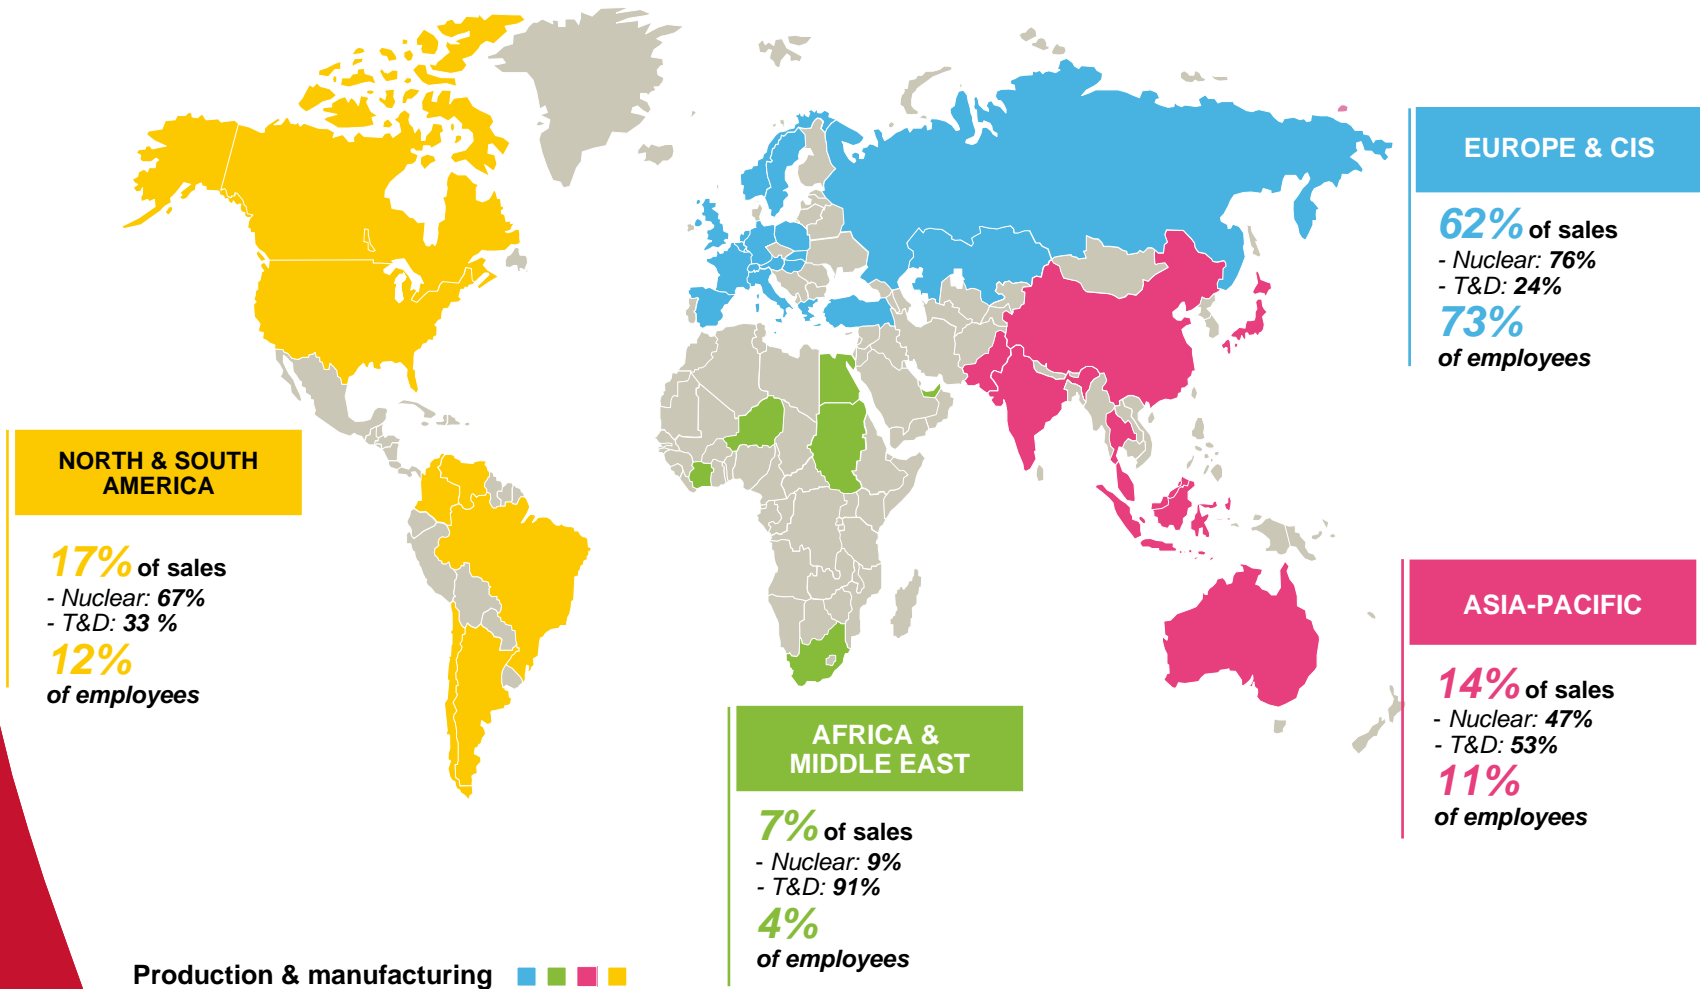 EUROPE & CIS
62% of sales
- Nuclear: 76%
- T&D: 24%
73%
of employees
NORTH & SOUTH
AMERICA
17% of sales
- Nuclear: 67%
- T&D: 33 %
12%
of employees
ASIA-PACIFIC
14% of sales
- Nuclear: 47%
- T&D: 53%
11%
of employees
AFRICA &
MIDDLE EAST
7% of sales
- Nuclear: 9%
- T&D: 91%
4%
of employees
Production & manufacturing